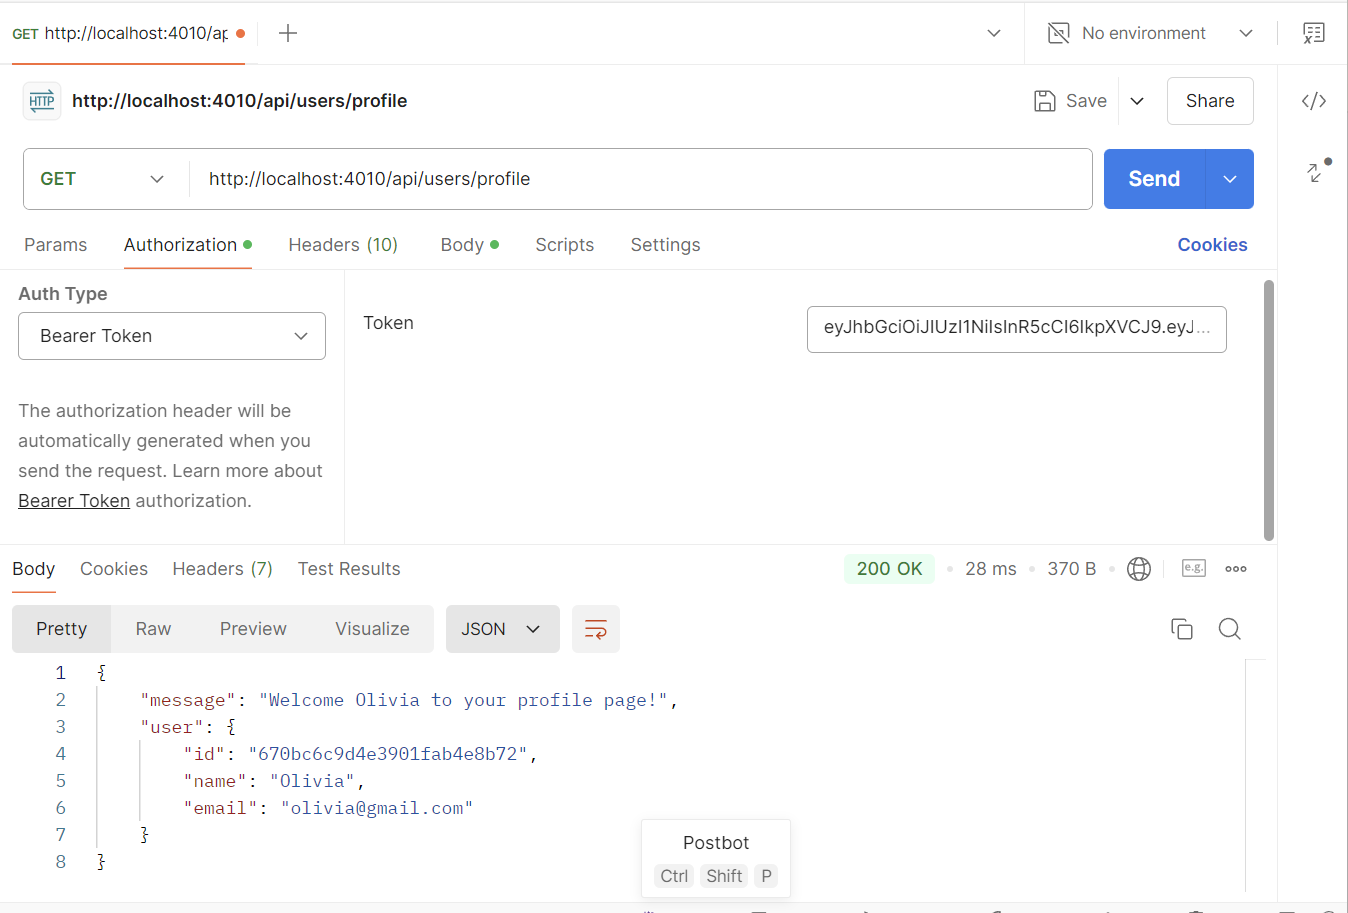 GET http://localhost:4010/ap
No environment
HTTP http://localhost:4010/api/users/profile
Save
Share
GET http://localhost:4010/api/users/profile
Send
Params Authorization Headers (10) Body Scripts Settings Cookies
Auth Type
Bearer Token
Token
eyJhbGciOiJIUzI1NiIsInR5cCI6IkpXVCJ9.eyJ...
The authorization header will be
automatically generated when you
send the request. Learn more about
Bearer Token authorization.
Body Cookies Headers (7) Test Results
200 OK 28 ms 370 B e.g.
Pretty Raw Preview Visualize JSON
1 {
2 "message": "Welcome Olivia to your profile page!",
3 "user": {
4 "id": "670bc6c9d4e3901fab4e8b72",
5 "name": "Olivia",
6 "email": "olivia@gmail.com"
7 }
8 }
Postbot
Ctrl Shift P